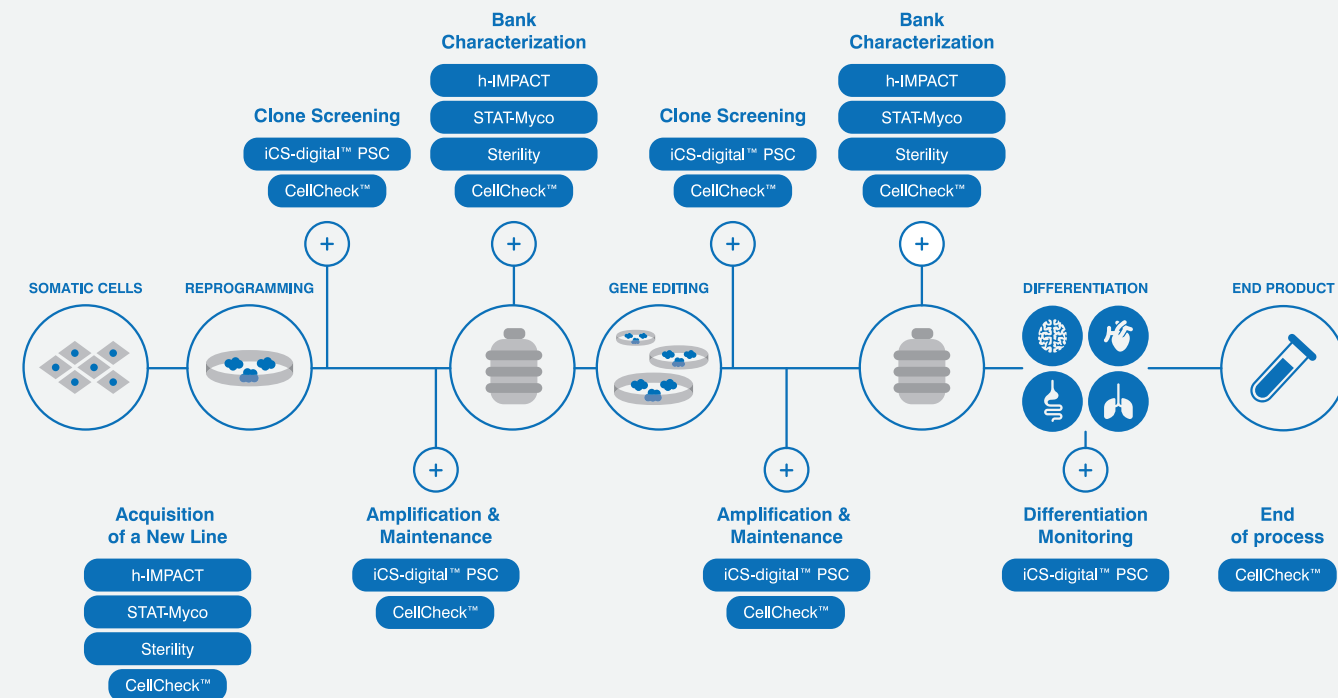 Bank
Characterization
h-IMPACT
STAT-Myco
Sterility
CellCheck™
Bank
Characterization
h-IMPACT
STAT-Myco
Sterility
CellCheck™
Clone Screening
iCS-digital™ PSC
CellCheck™
Clone Screening
iCS-digital™ PSC
CellCheck™
+
+
+
+
SOMATIC CELLS
REPROGRAMMING
GENE EDITING
DIFFERENTIATION
END PRODUCT
+
+
+
Acquisition
of a New Line
h-IMPACT
STAT-Myco
Sterility
CellCheck™
Amplification &
Maintenance
iCS-digital™ PSC
CellCheck™
Amplification &
Maintenance
iCS-digital™ PSC
CellCheck™
Differentiation
Monitoring
iCS-digital™ PSC
End
of process
CellCheck™